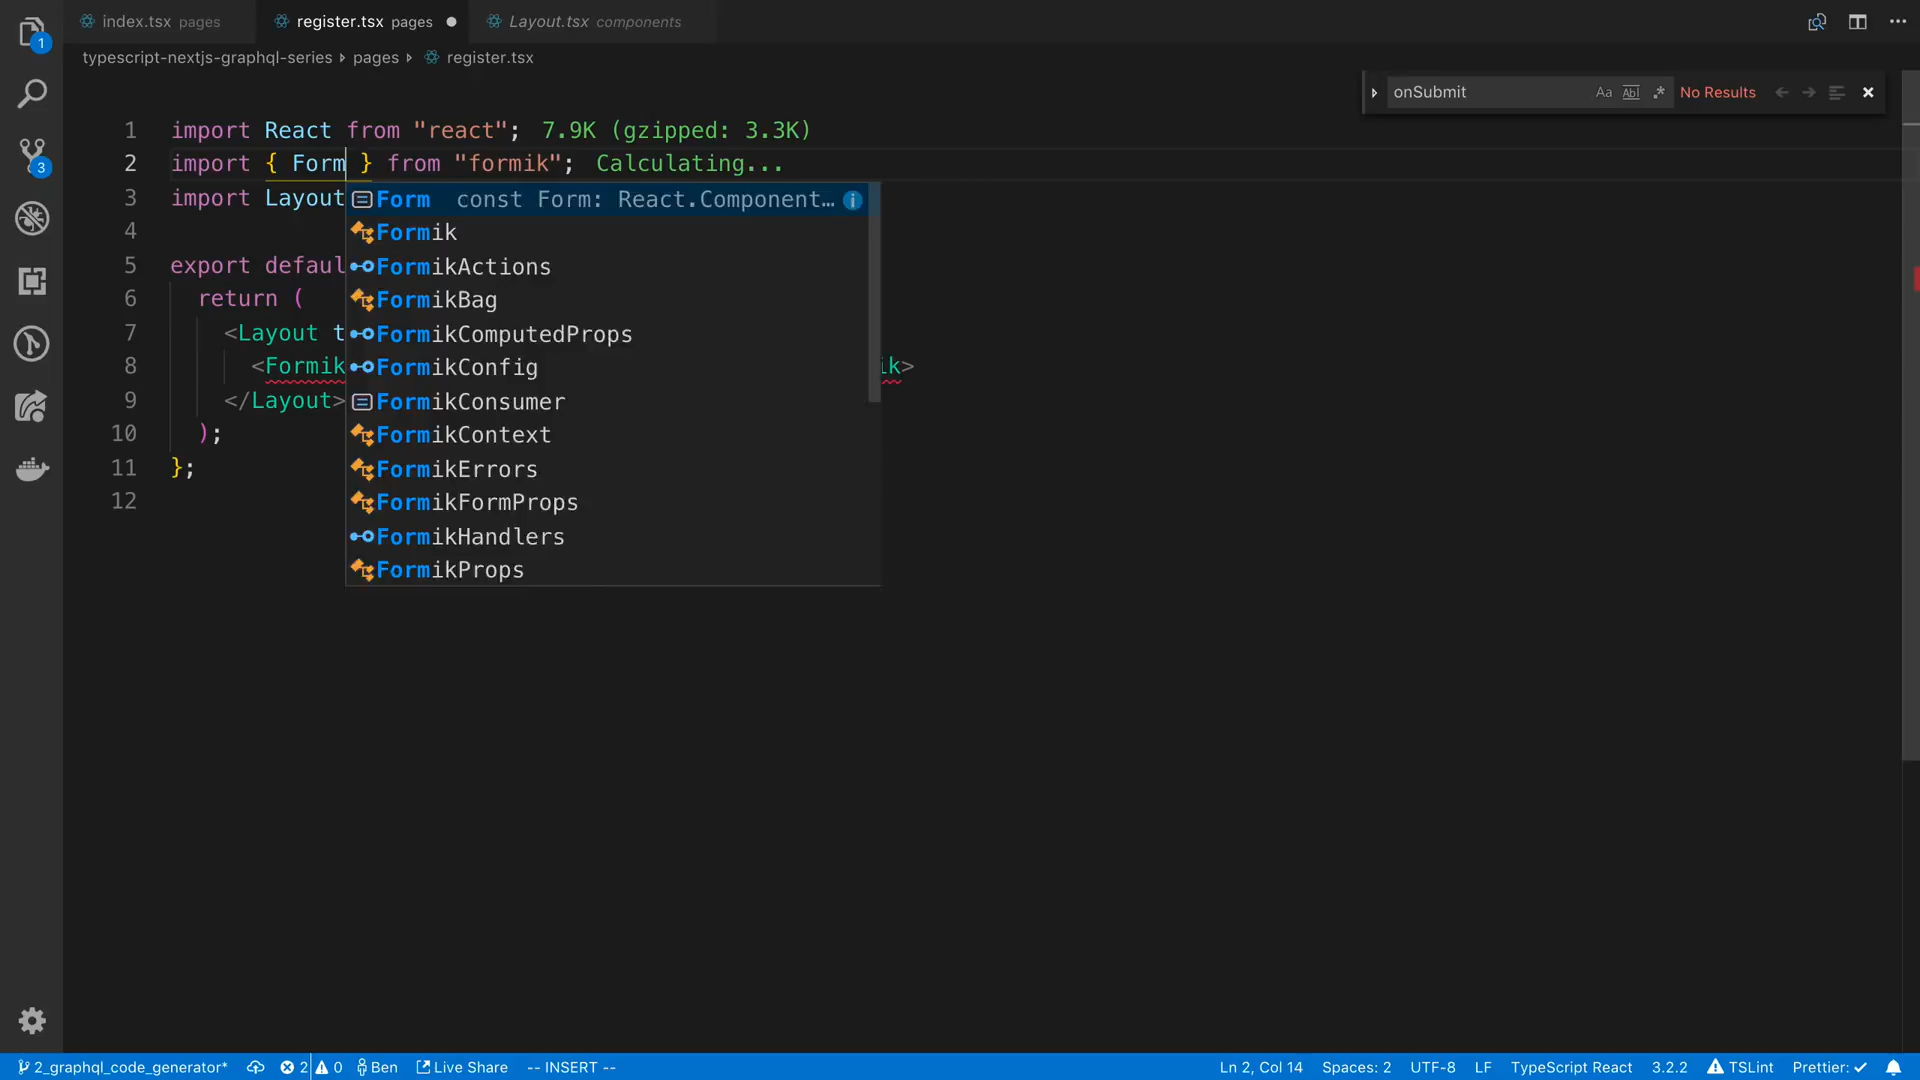 index.tsx pages
register.tsx pages
Layout.tsx components
typescript-nextjs-graphql-series pages register.tsx
onSubmit
Aa Abl .* No Results
1
3
1 import React from "react"; 7.9K (gzipped: 3.3K)
2 import { Form } from "formik"; Calculating...
3 import Layout
4
5 export defaul
6 return (
7 <Layout t
8 <Formik ik>
9 </Layout>
10 );
11 };
12
Form const Form: React.Component…
Formik
FormikActions
FormikBag
FormikComputedProps
FormikConfig
FormikConsumer
FormikContext
FormikErrors
FormikFormProps
FormikHandlers
FormikProps
2_graphql_code_generator* 2 0 Ben Live Share -- INSERT -- Ln 2, Col 14 Spaces: 2 UTF-8 LF TypeScript React 3.2.2 TSLint Prettier: ✓